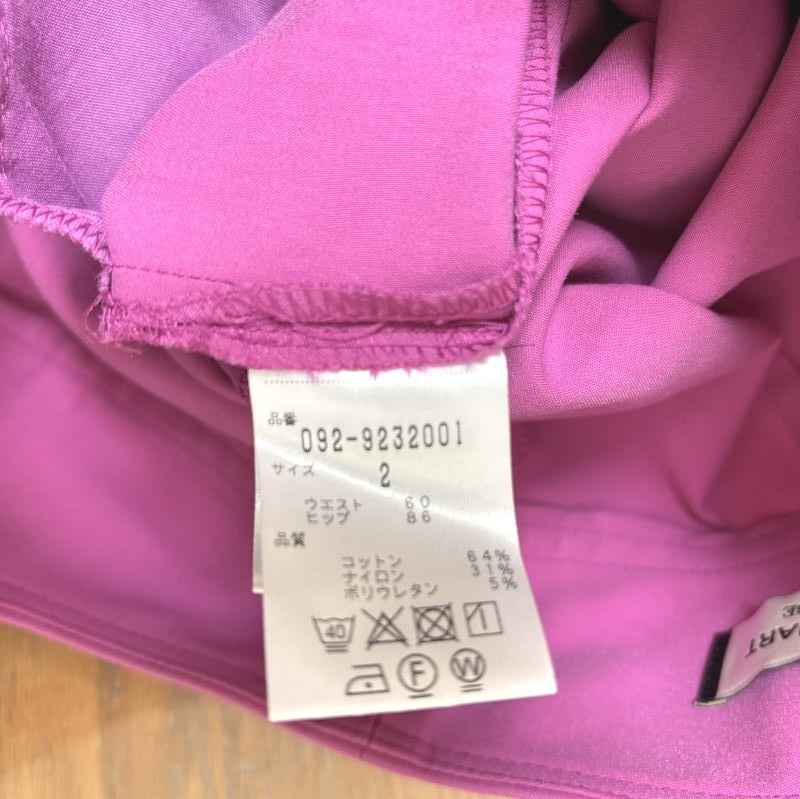 品番
092-9232001
サイズ 2
ウエスト 60
ヒップ 86
品質
コットン 64%
ナイロン 31%
ポリウレタン 5%
40
F W